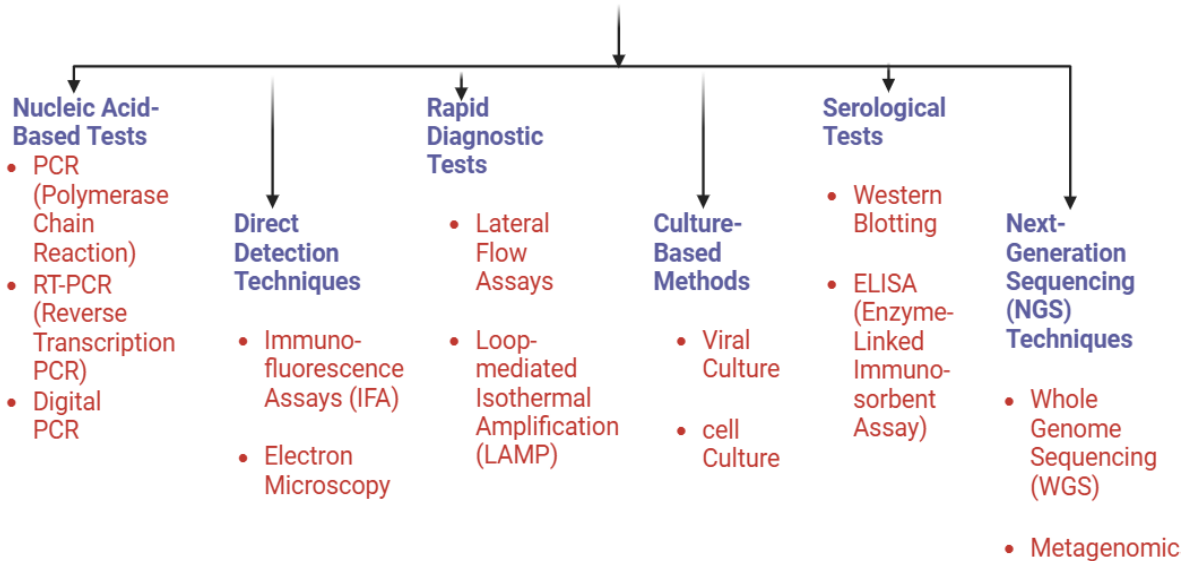 Nucleic Acid-
Based Tests
• PCR
(Polymerase
Chain
Reaction)
• RT-PCR
(Reverse
Transcription
PCR)
• Digital
PCR
Direct
Detection
Techniques
• Immuno-
fluorescence
Assays (IFA)
• Electron
Microscopy
Rapid
Diagnostic
Tests
• Lateral
Flow
Assays
• Loop-
mediated
Isothermal
Amplification
(LAMP)
Culture-
Based
Methods
• Viral
Culture
• cell
Culture
Serological
Tests
• Western
Blotting
• ELISA
(Enzyme-
Linked
Immuno-
sorbent
Assay)
Next-
Generation
Sequencing
(NGS)
Techniques
• Whole
Genome
Sequencing
(WGS)
• Metagenomic